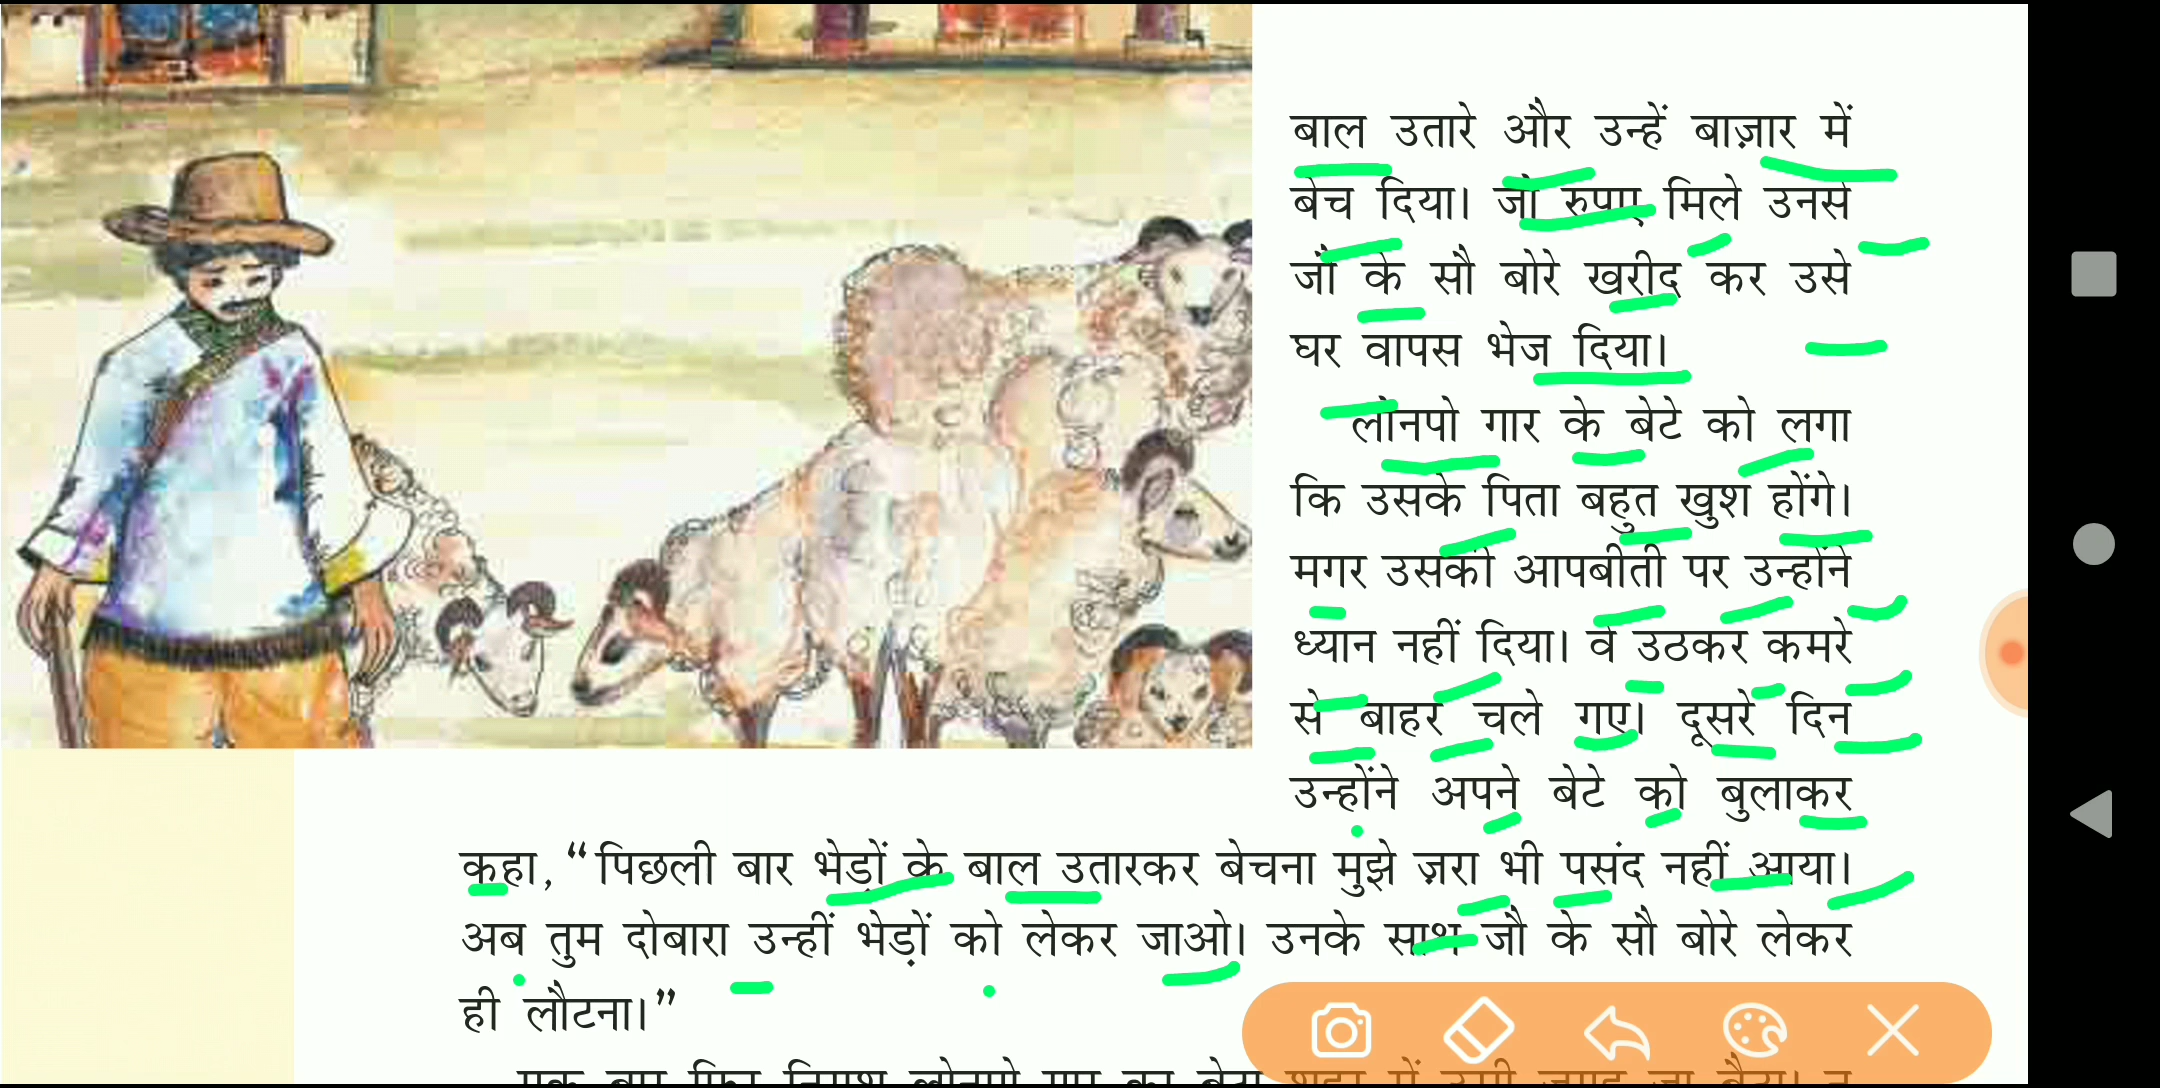 बाल उतारे और उन्हें बाज़ार में
बेच दिया। जो रुपए मिले उनसे
जौ के सौ बोरे खरीद कर उसे
घर वापस भेज दिया।
लोनपो गार के बेटे को लगा
कि उसके पिता बहुत खुश होंगे।
मगर उसकी आपबीती पर उन्होंने
ध्यान नहीं दिया। वे उठकर कमरे
से बाहर चले गए। दूसरे दिन
उन्होंने अपने बेटे को बुलाकर
कहा, “पिछली बार भेड़ों के बाल उतारकर बेचना मुझे ज़रा भी पसंद नहीं आया।
अब तुम दोबारा उन्हीं भेड़ों को लेकर जाओ। उनके साथ जौ के सौ बोरे लेकर
ही लौटना।”